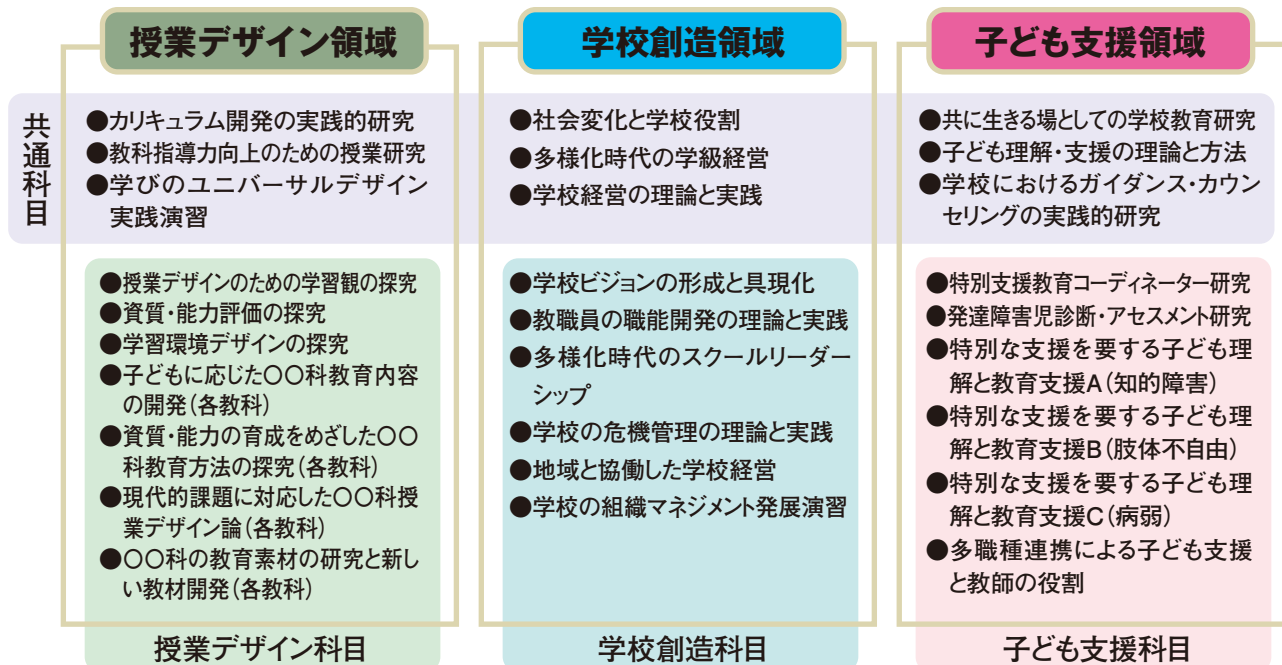 授業デザイン領域
学校創造領域
子ども支援領域
共通科目
●カリキュラム開発の実践的研究
●教科指導力向上のための授業研究
●学びのユニバーサルデザイン
実践演習
●社会変化と学校役割
●多様化時代の学級経営
●学校経営の理論と実践
●共に生きる場としての学校教育研究
●子ども理解・支援の理論と方法
●学校におけるガイダンス・カウン
セリングの実践的研究
●授業デザインのための学習観の探究
●資質・能力評価の探究
●学習環境デザインの探究
●子どもに応じた〇〇科教育内容
の開発(各教科)
●資質・能力の育成をめざした〇〇
科教育方法の探究(各教科)
●現代的課題に対応した〇〇科授
業デザイン論(各教科)
●〇〇科の教育素材の研究と新し
い教材開発(各教科)
授業デザイン科目
●学校ビジョンの形成と具現化
●教職員の職能開発の理論と実践
●多様化時代のスクールリーダー
シップ
●学校の危機管理の理論と実践
●地域と協働した学校経営
●学校の組織マネジメント発展演習
学校創造科目
●特別支援教育コーディネーター研究
●発達障害児診断・アセスメント研究
●特別な支援を要する子ども理
解と教育支援A(知的障害)
●特別な支援を要する子ども理
解と教育支援B(肢体不自由)
●特別な支援を要する子ども理
解と教育支援C(病弱)
●多職種連携による子ども支援
と教師の役割
子ども支援科目